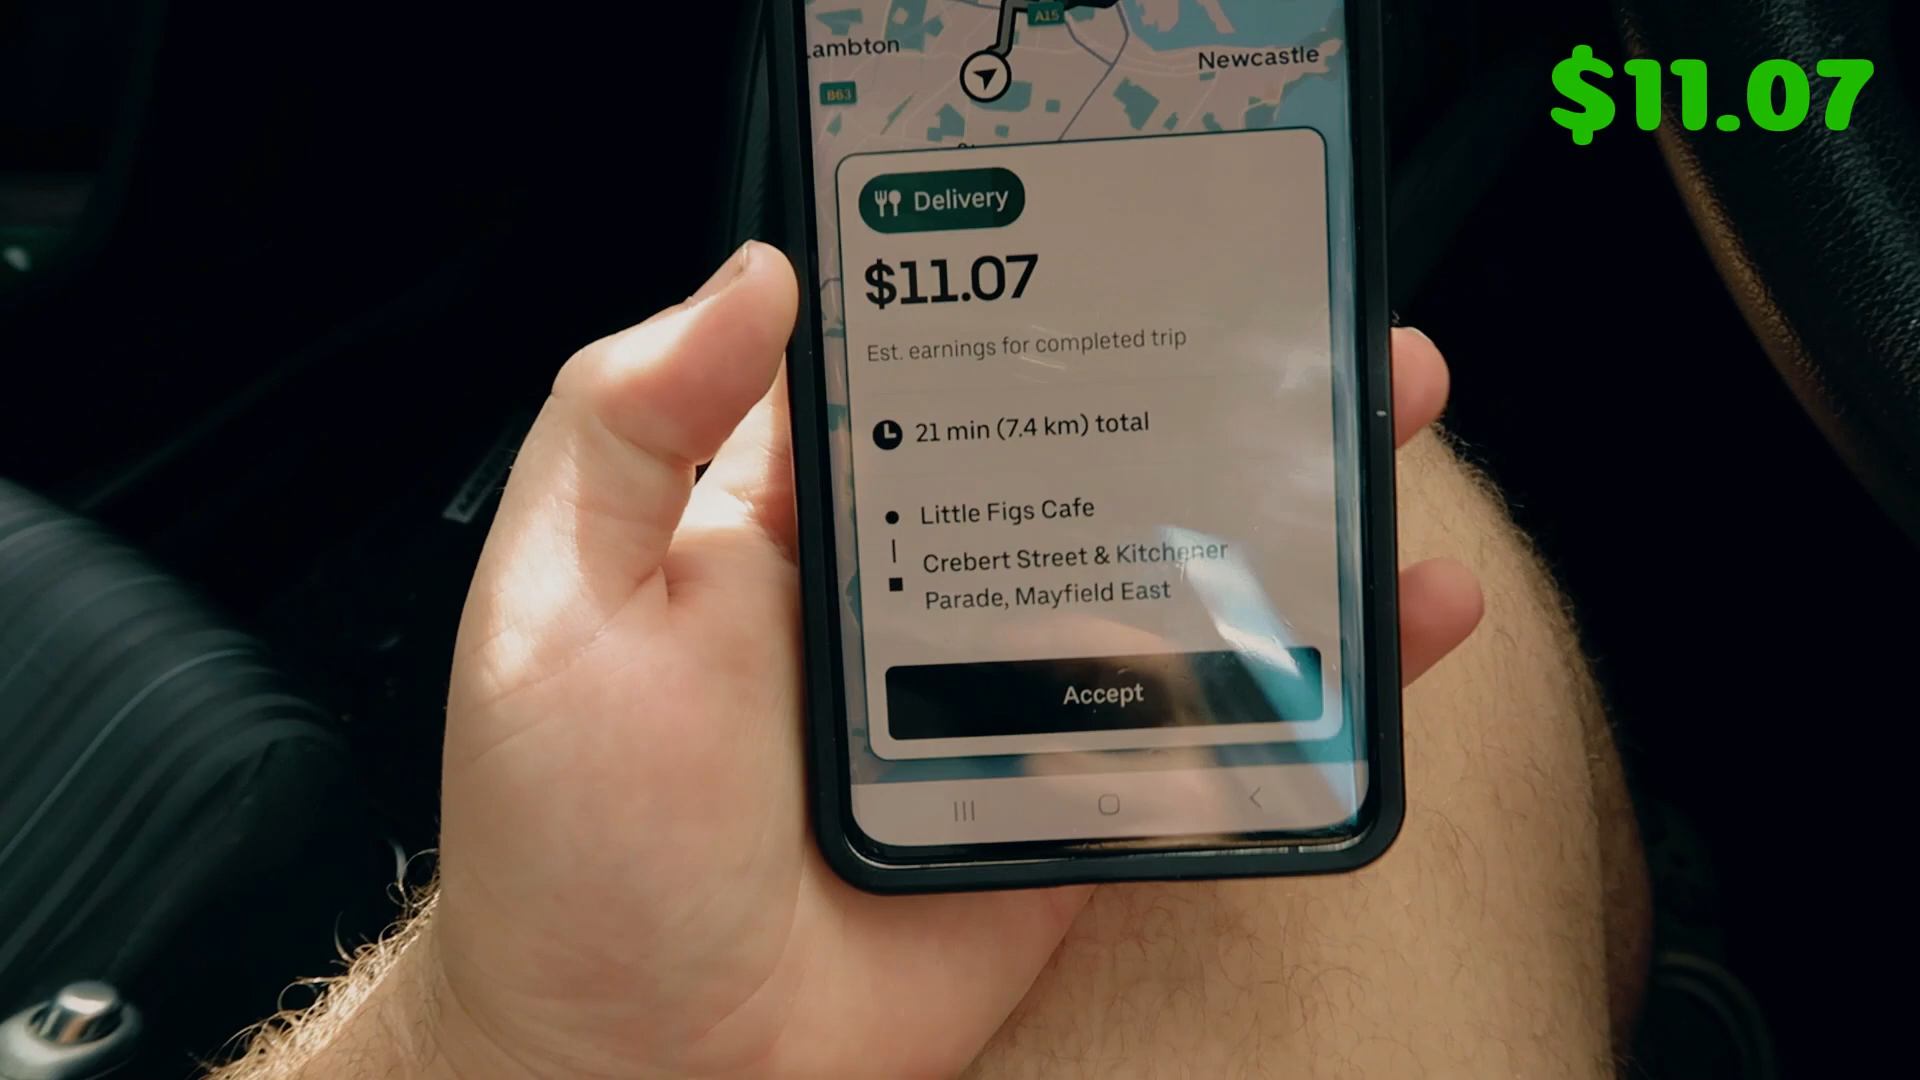 A15
ambton
Newcastle
B63
$11.07
Delivery
$11.07
Est. earnings for completed trip
21 min (7.4 km) total
Little Figs Cafe
Crebert Street & Kitchener
Parade, Mayfield East
Accept